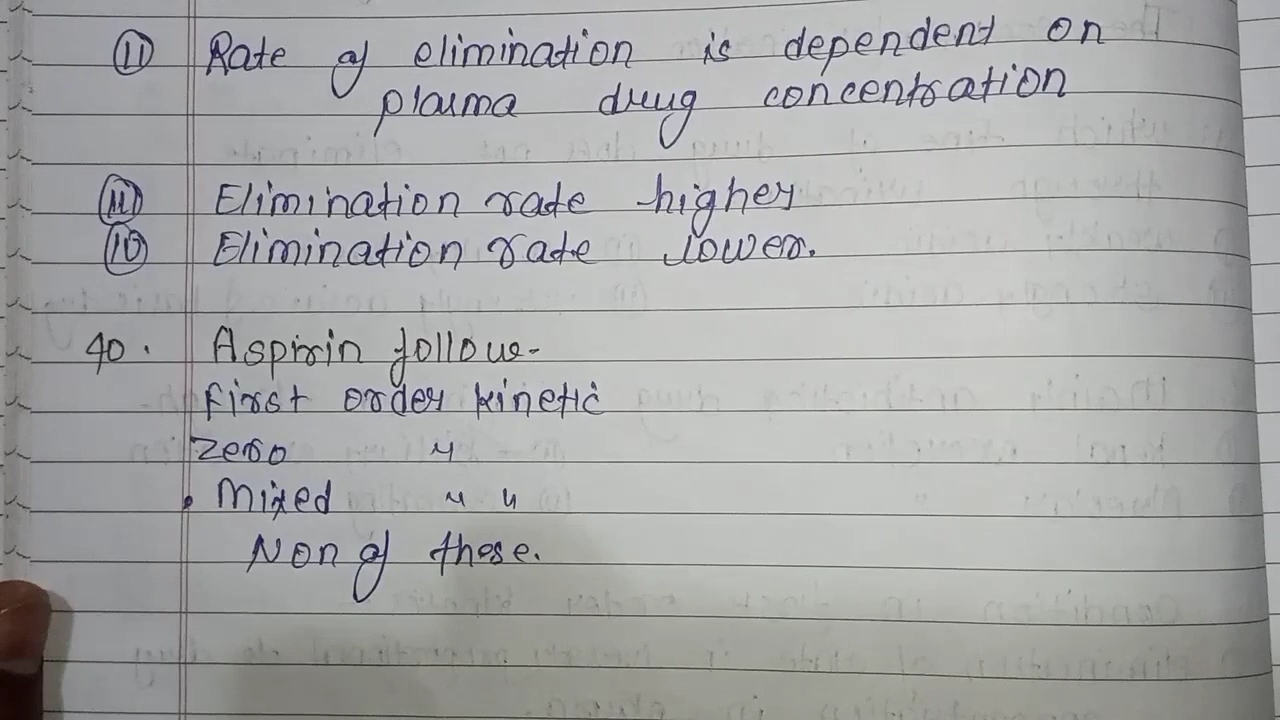 (ii) Rate of elimination is dependent on
plasma drug concentration
(iii) Elimination rate higher
(iv) Elimination rate lower.
40. Aspirin follow-
first order kinetic
Zero "
• Mixed " "
Non of these.